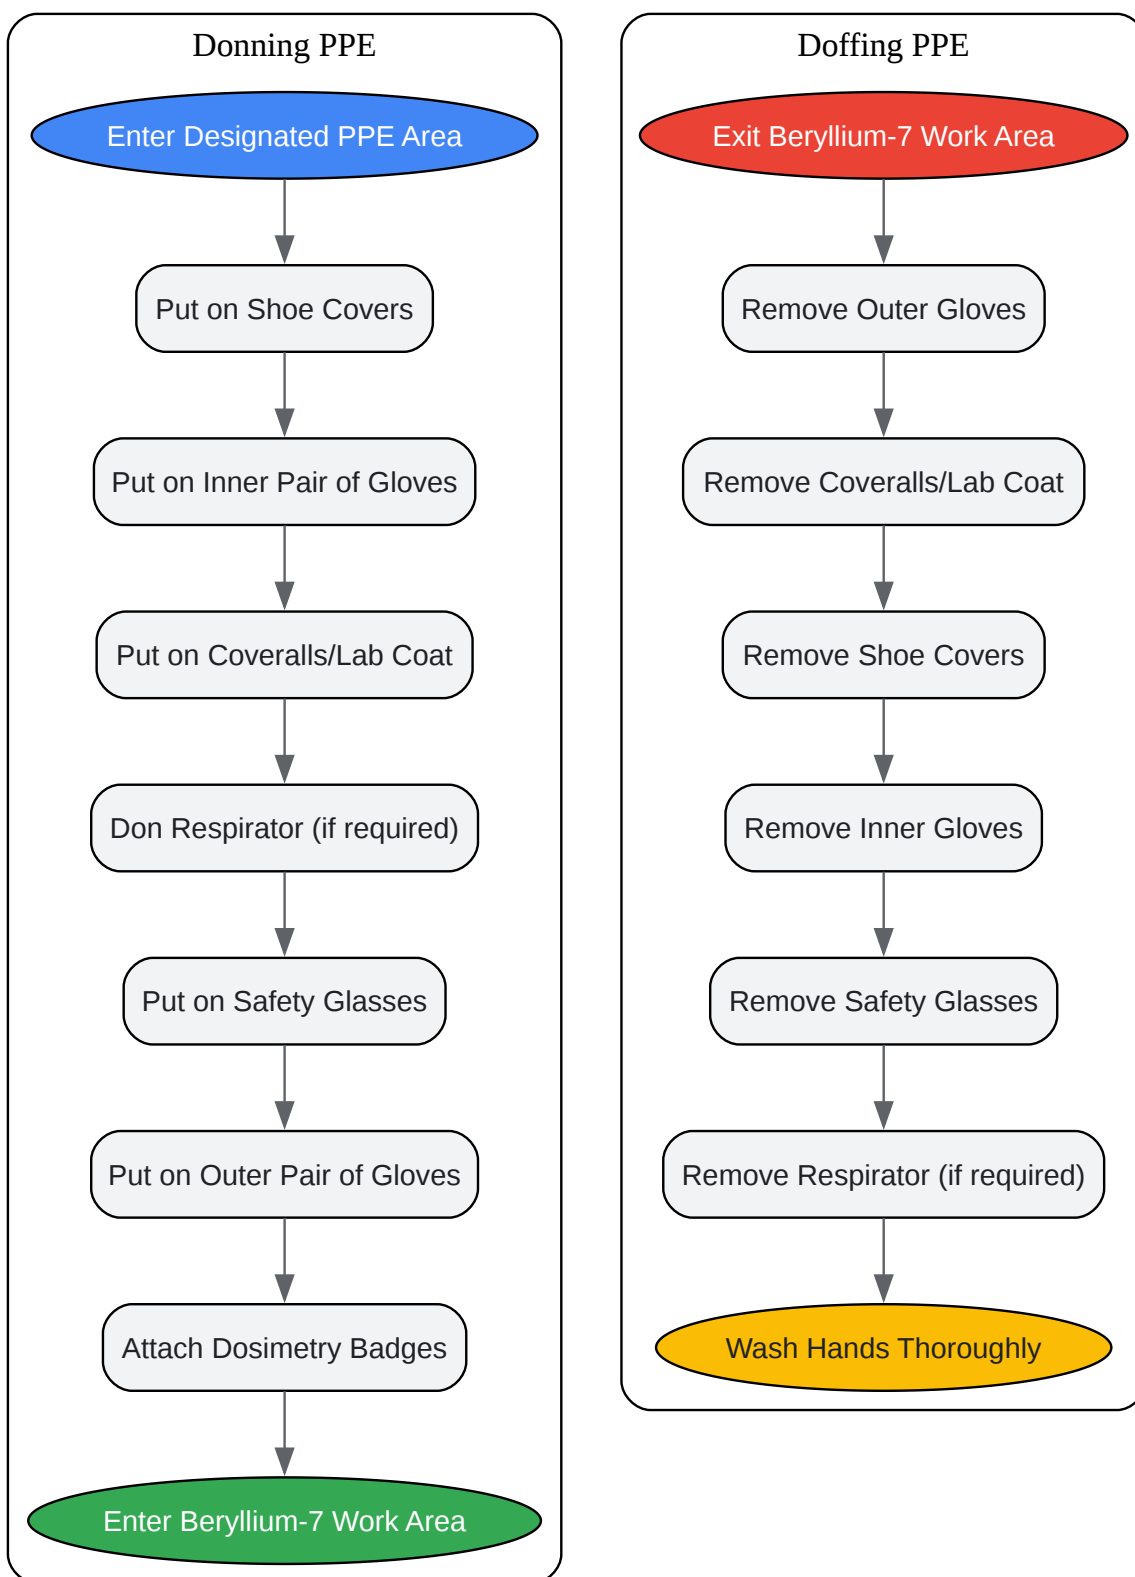 Donning PPE
Enter Designated PPE Area
Put on Shoe Covers
Put on Inner Pair of Gloves
Put on Coveralls/Lab Coat
Don Respirator (if required)
Put on Safety Glasses
Put on Outer Pair of Gloves
Attach Dosimetry Badges
Enter Beryllium-7 Work Area
Doffing PPE
Exit Beryllium-7 Work Area
Remove Outer Gloves
Remove Coveralls/Lab Coat
Remove Shoe Covers
Remove Inner Gloves
Remove Safety Glasses
Remove Respirator (if required)
Wash Hands Thoroughly